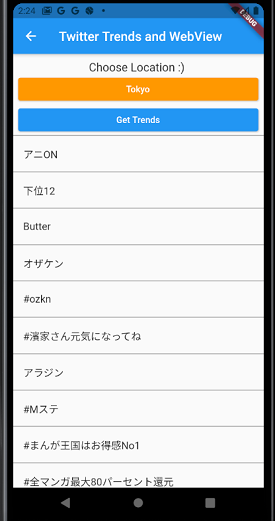 2:24
DEBUG
Twitter Trends and WebView
Choose Location :)
Tokyo
Get Trends
アニON
下位12
Butter
オザケン
#ozkn
#濱家さん元気になってね
アラジン
#Mステ
#まんが王国はお得感No1
#全マンガ最大80パーセント還元